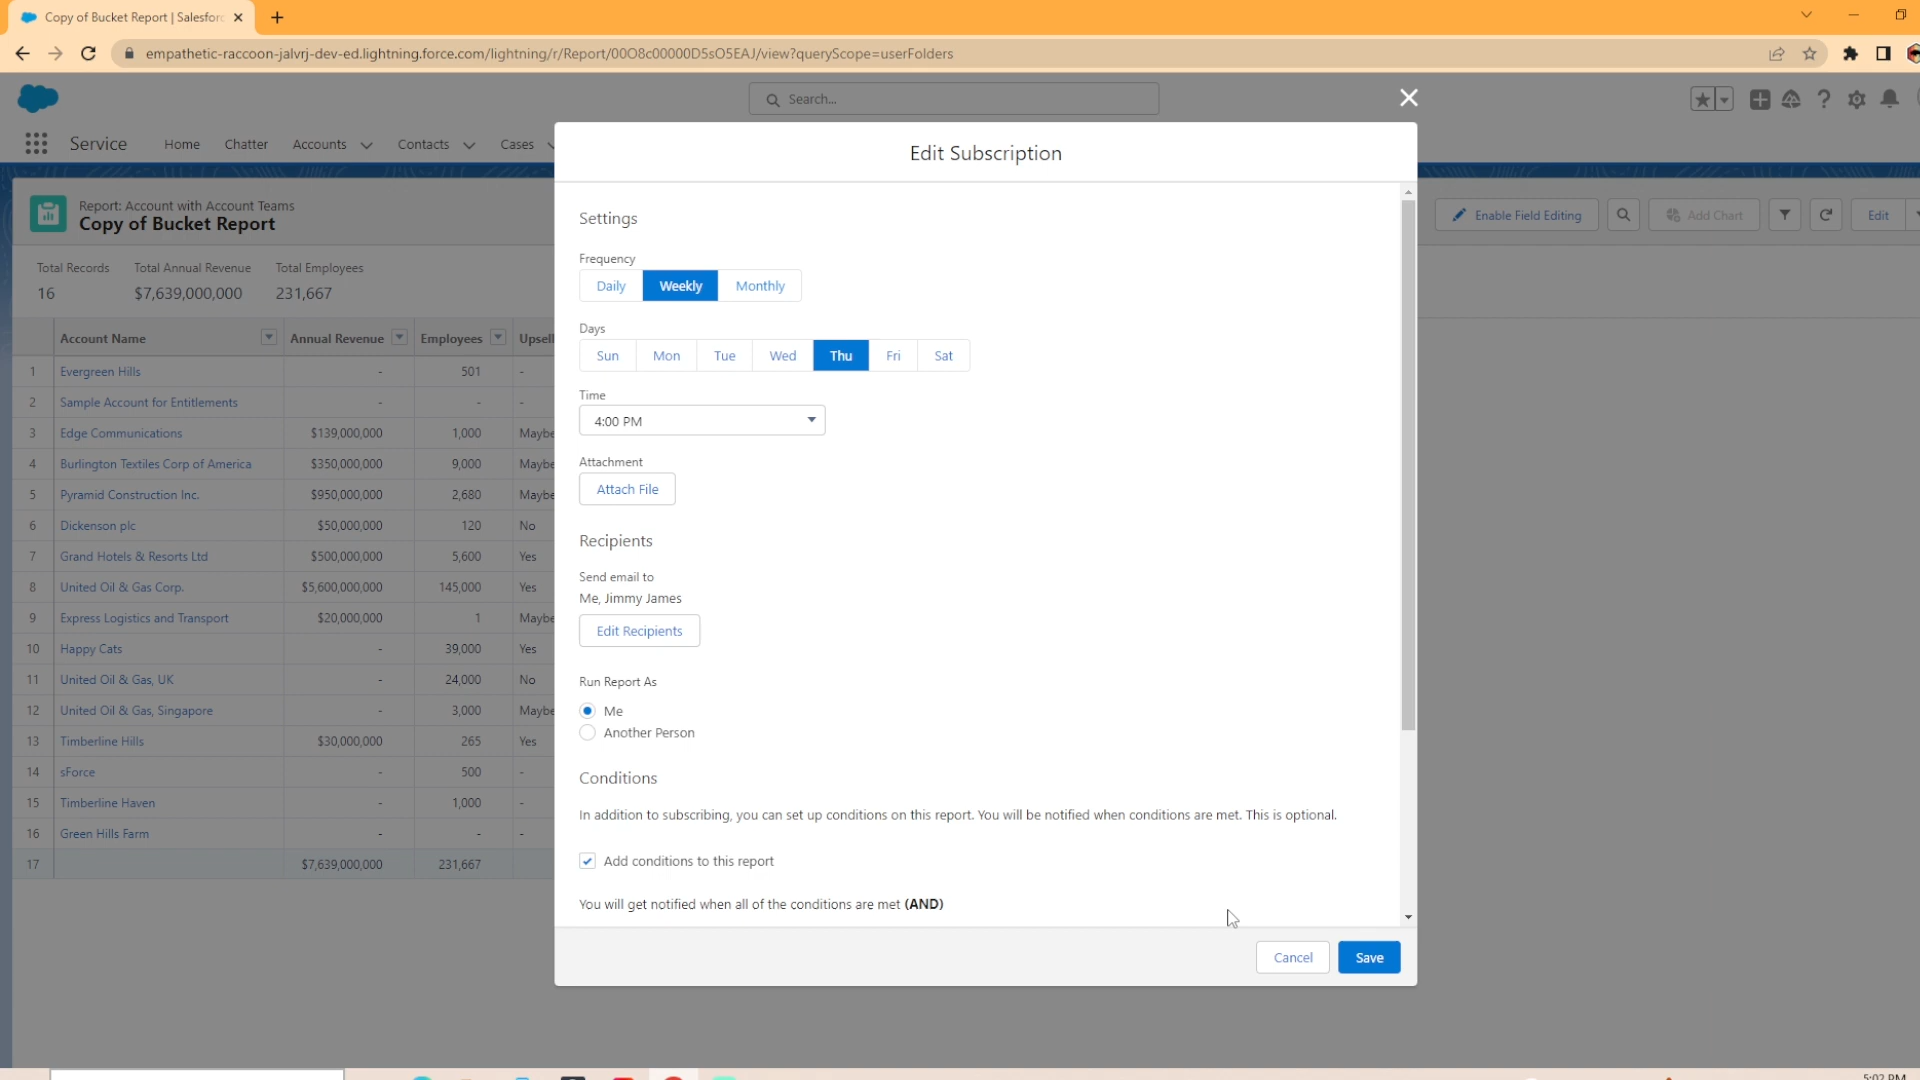 Copy of Bucket Report | Salesforc
empathetic-raccoon-jalvrj-dev-ed.lightning.force.com/lightning/r/Report/00O8c00000D5sO5EAJ/view?queryScope=userFolders
Search...
Service Home Chatter Accounts Contacts Cases
Report: Account with Account Teams
Copy of Bucket Report
Enable Field Editing Add Chart Edit
Total Records Total Annual Revenue Total Employees
16 $7,639,000,000 231,667
Account Name Annual Revenue Employees Upsell
1 Evergreen Hills - 501 -
2 Sample Account for Entitlements - - -
3 Edge Communications $139,000,000 1,000 Maybe
4 Burlington Textiles Corp of America $350,000,000 9,000 Maybe
5 Pyramid Construction Inc. $950,000,000 2,680 Maybe
6 Dickenson plc $50,000,000 120 No
7 Grand Hotels & Resorts Ltd $500,000,000 5,600 Yes
8 United Oil & Gas Corp. $5,600,000,000 145,000 Yes
9 Express Logistics and Transport $20,000,000 1 Maybe
10 Happy Cats - 39,000 Yes
11 United Oil & Gas, UK - 24,000 No
12 United Oil & Gas, Singapore - 3,000 Maybe
13 Timberline Hills $30,000,000 265 Yes
14 sForce - 500 -
15 Timberline Haven - 1,000 -
16 Green Hills Farm - - -
17 $7,639,000,000 231,667
Edit Subscription
Settings
Frequency
Daily Weekly Monthly
Days
Sun Mon Tue Wed Thu Fri Sat
Time
4:00 PM
Attachment
Attach File
Recipients
Send email to
Me, Jimmy James
Edit Recipients
Run Report As
Me
Another Person
Conditions
In addition to subscribing, you can set up conditions on this report. You will be notified when conditions are met. This is optional.
Add conditions to this report
You will get notified when all of the conditions are met (AND)
Cancel Save
5:02 PM